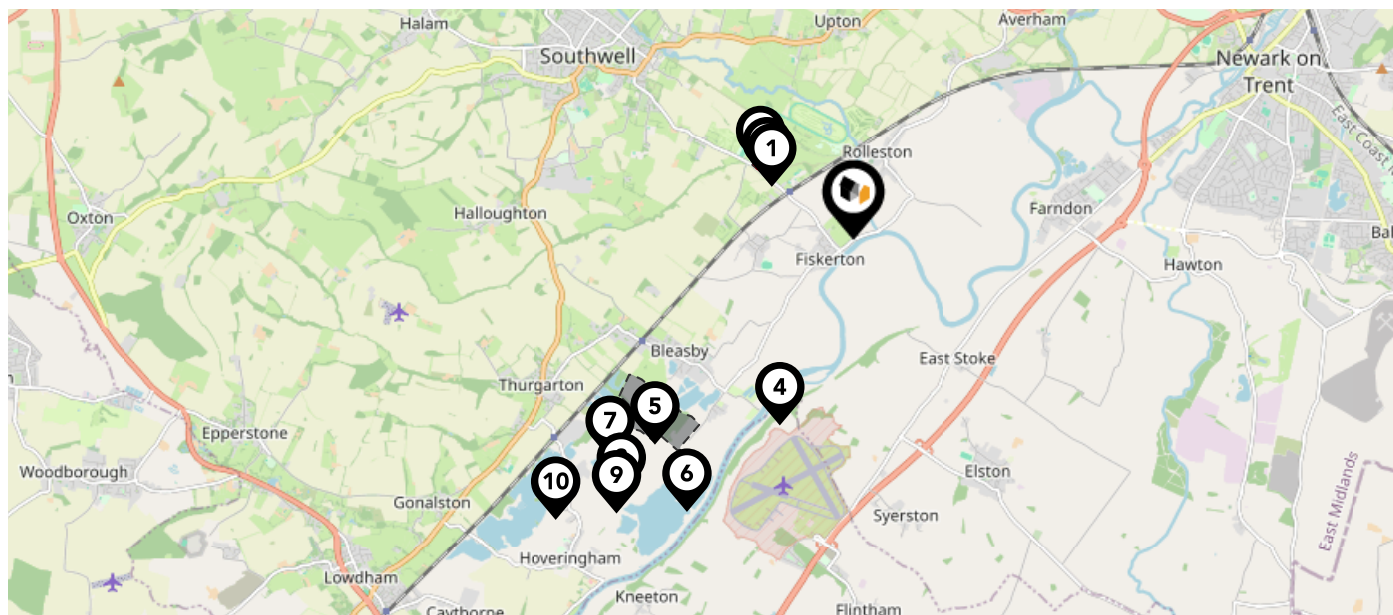 Halam
Upton
Averham
Southwell
Newark on
Trent
East Coast
1
Rolleston
Oxton
Halloughton
Farndon
Fiskerton
Hawton
Bleasby
East Stoke
Thurgarton
4
5
7
Epperstone
Woodborough
6
9
10
Elston
Gonalston
Syerston
East Midlands
Hoveringham
Lowdham
Kneeton
Caythorpe
Flintham